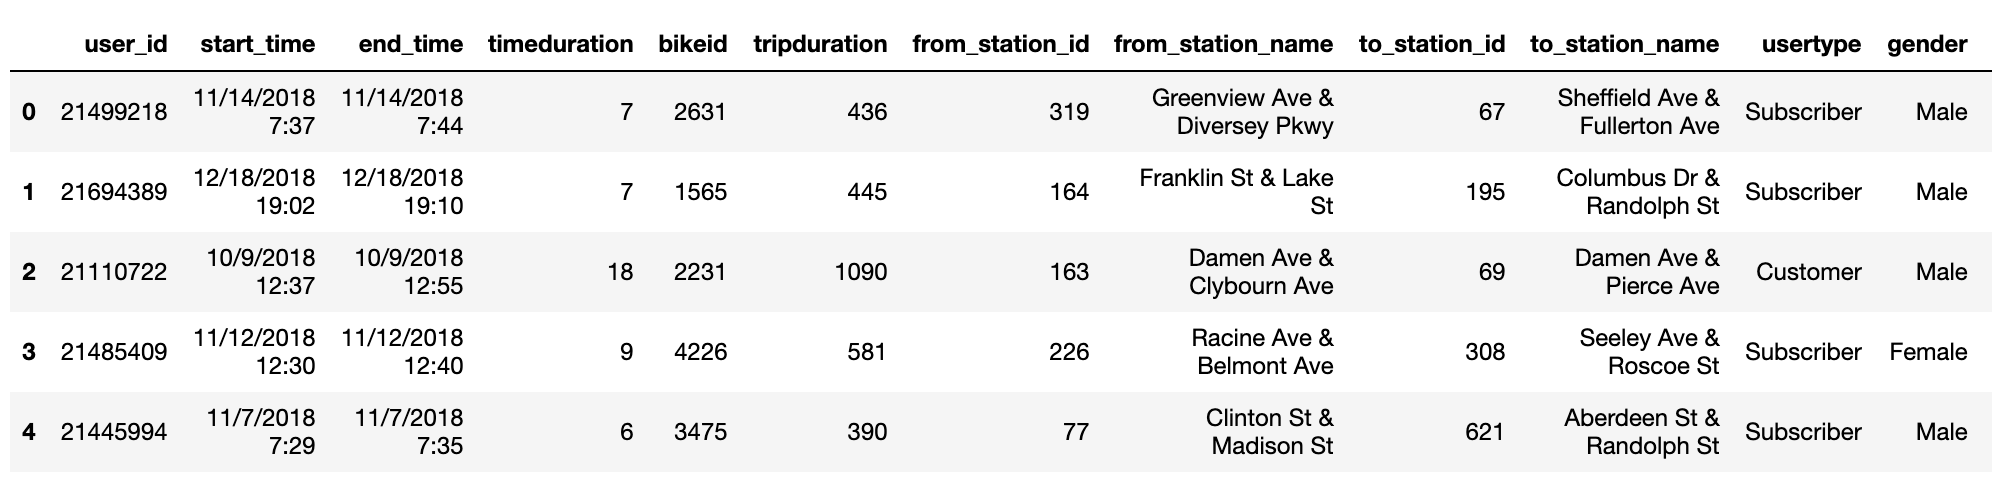 user_id start_time end_time timeduration bikeid tripduration from_station_id from_station_name to_station_id to_station_name usertype gender
11/14/2018 11/14/2018 Greenview Ave & Sheffield Ave &
0 21499218 7 2631 436 319 67 Subscriber Male
7:37 7:44 Diversey Pkwy Fullerton Ave
12/18/2018 12/18/2018 Franklin St & Lake Columbus Dr &
1 21694389 7 1565 445 164 195 Subscriber Male
19:02 19:10 St Randolph St
10/9/2018 10/9/2018 Damen Ave & Damen Ave &
2 21110722 18 2231 1090 163 69 Customer Male
12:37 12:55 Clybourn Ave Pierce Ave
11/12/2018 11/12/2018 Racine Ave & Seeley Ave &
3 21485409 9 4226 581 226 308 Subscriber Female
12:30 12:40 Belmont Ave Roscoe St
11/7/2018 11/7/2018 Clinton St & Aberdeen St &
4 21445994 6 3475 390 77 621 Subscriber Male
7:29 7:35 Madison St Randolph St